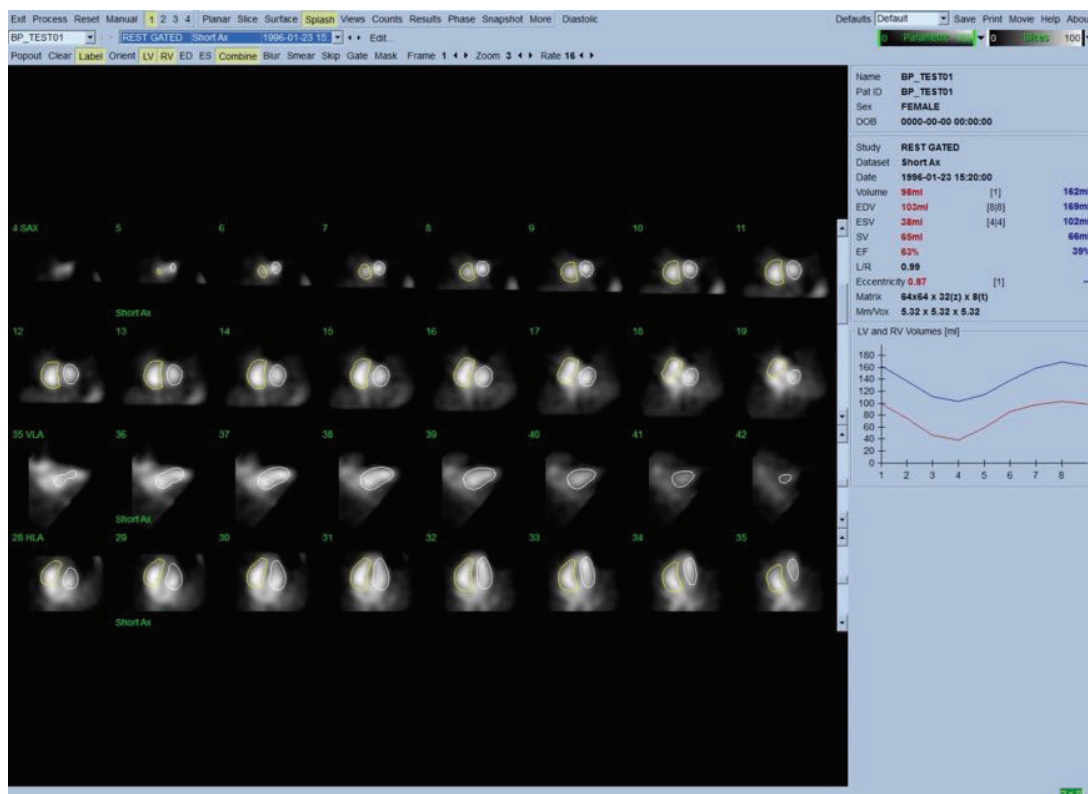 Exit Process Reset Manual 1 2 3 4 Planar Slice Surface Splash Views Counts Results Phase Snapshot More Diastolic Defaults Default Save Print Movie Help Abou
BP_TEST01 REST GATED Short Ax 1996-01-23 15: Edit... 0 Parametric 0 Slices 100
Popout Clear Label Orient LV RV ED ES Combine Blur Smear Skip Gate Mask Frame 1 Zoom 3 Rate 16
Name BP_TEST01
Pat ID BP_TEST01
Sex FEMALE
DOB 0000-00-00 00:00:00
Study REST GATED
Dataset Short Ax
Date 1996-01-23 15:20:00
Volume 98ml [1] 162ml
EDV 103ml [8|8] 169ml
ESV 38ml [4|4] 102ml
SV 65ml 66ml
EF 63% 39%
L/R 0.99
Eccentricity 0.87 [1] --
Matrix 64x64 x 32(z) x 8(t)
Mm/Vox 5.32 x 5.32 x 5.32
LV and RV Volumes [ml]
180
160
140
120
100
80
60
40
20
0
1 2 3 4 5 6 7 8
4 SAX 5 6 7 8 9 10 11
Short Ax
12 13 14 15 16 17 18 19
35 VLA 36 37 38 39 40 41 42
Short Ax
28 HLA 29 30 31 32 33 34 35
Short Ax